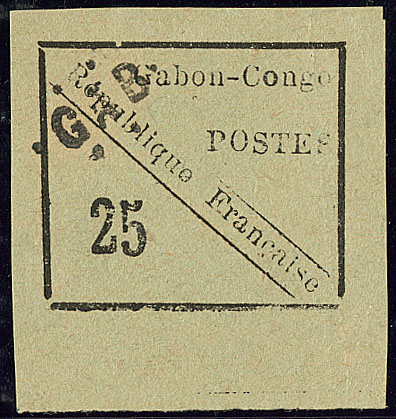 Gabon-Congo
POSTES
République Française
25